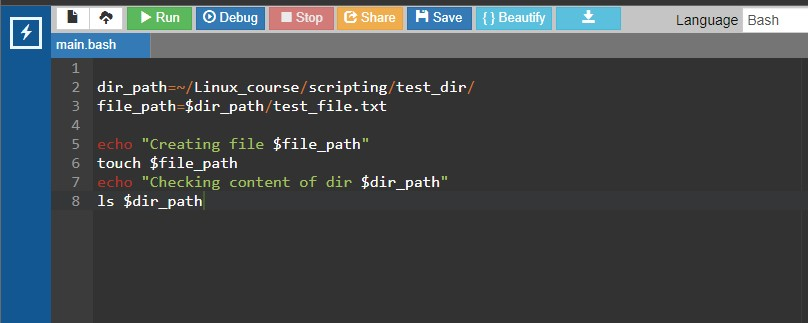 Run Debug Stop Share Save { } Beautify Language Bash
main.bash
1
2 dir_path=~/Linux_course/scripting/test_dir/
3 file_path=$dir_path/test_file.txt
4
5 echo "Creating file $file_path"
6 touch $file_path
7 echo "Checking content of dir $dir_path"
8 ls $dir_path